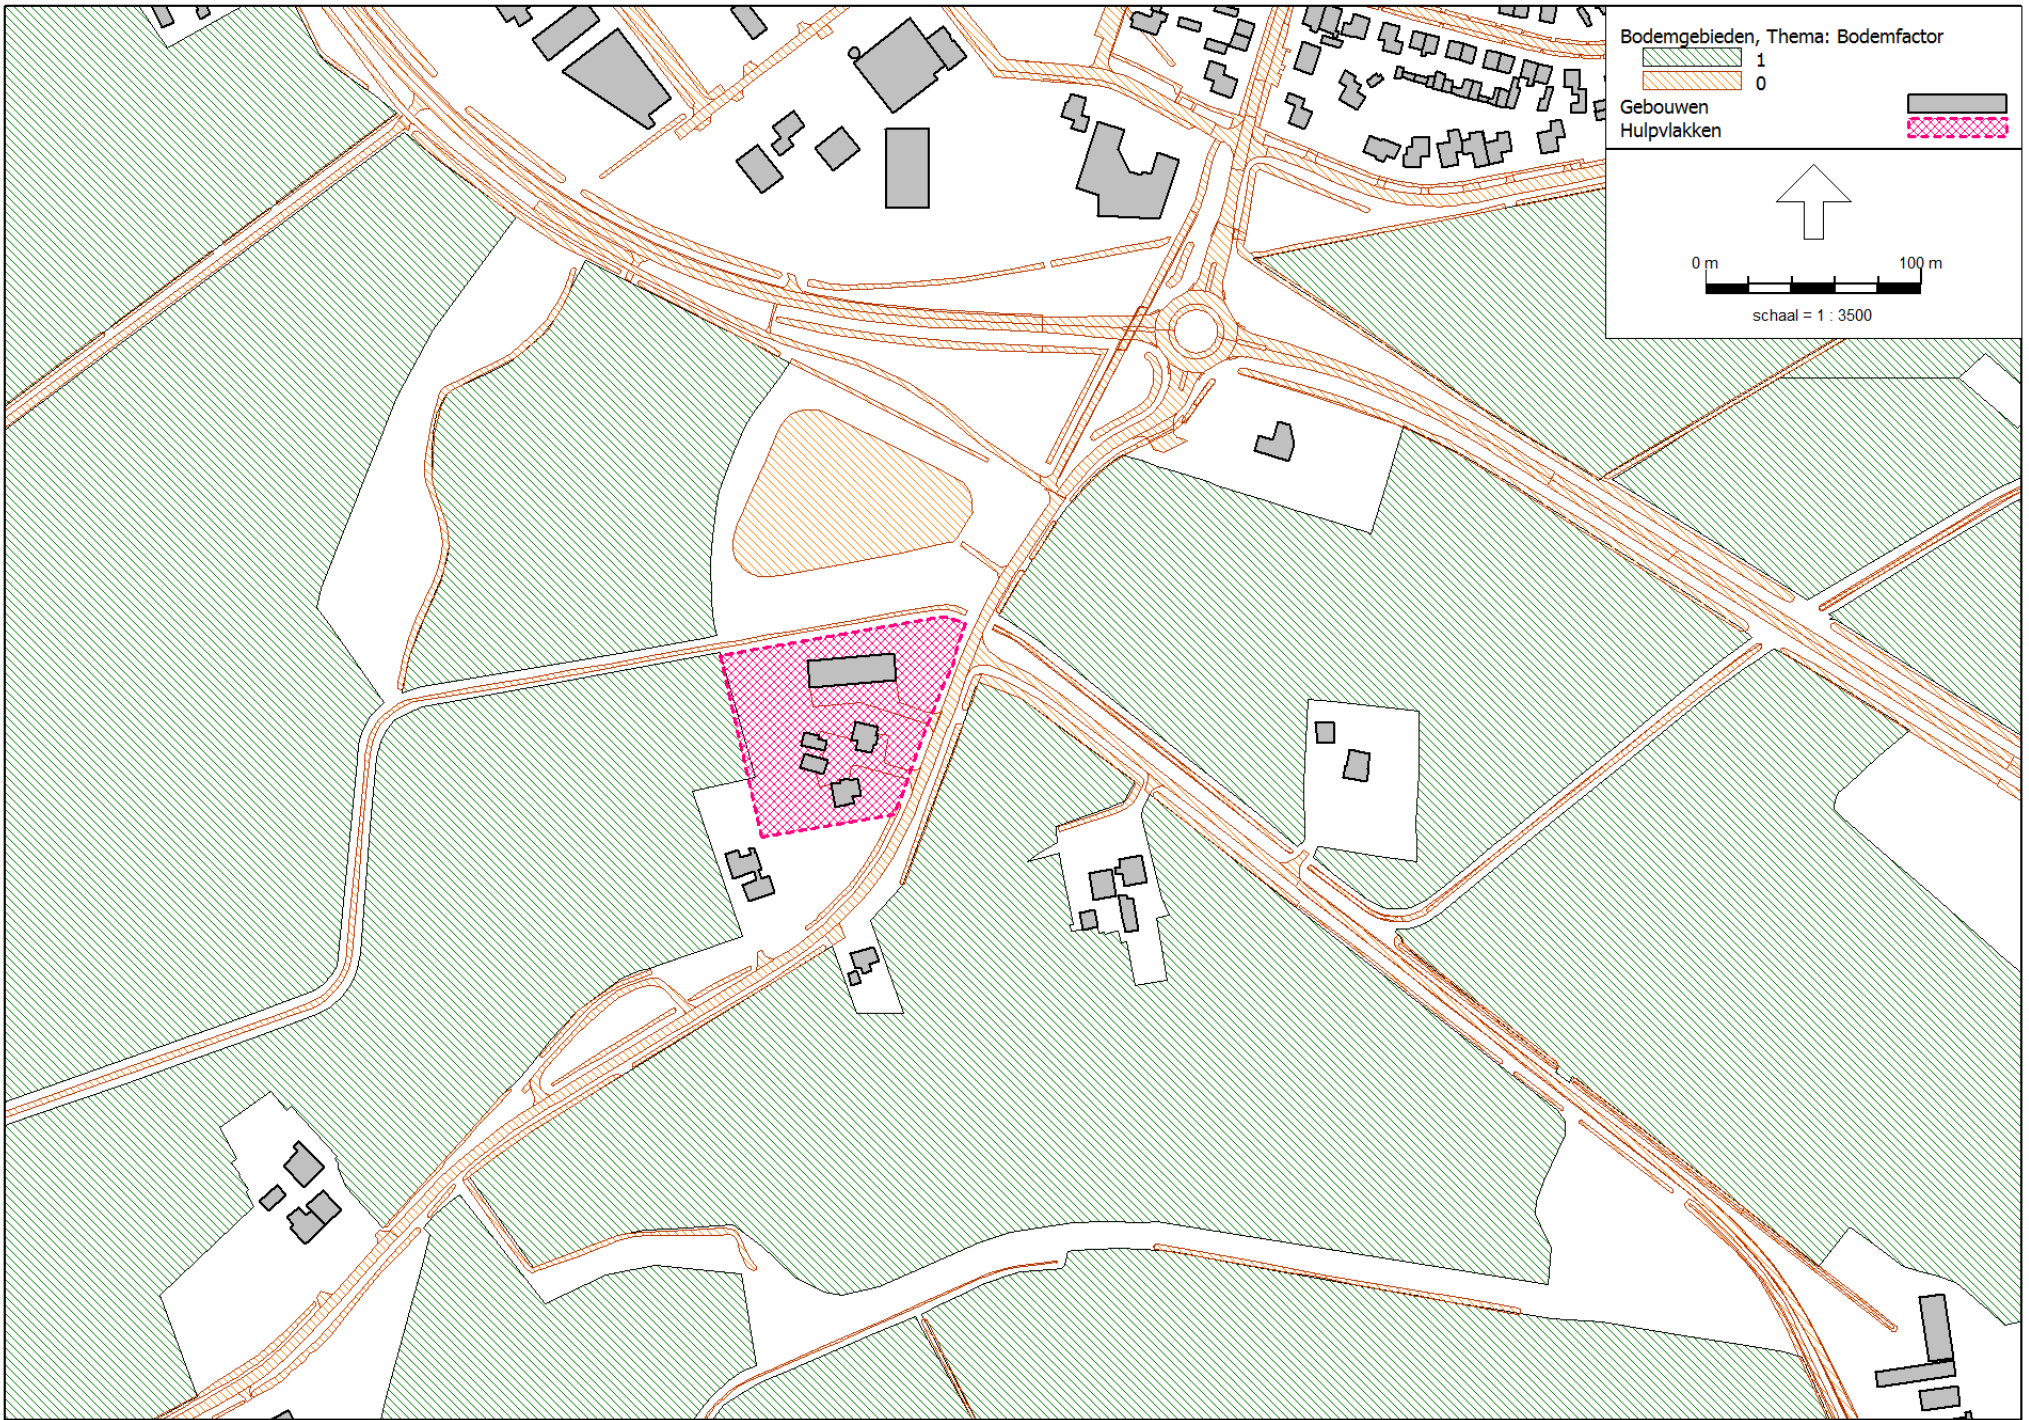 Bodemgebieden, Thema: Bodemfactor
1
0
Gebouwen
Hulpvlakken
0 m 100 m
schaal = 1 : 3500